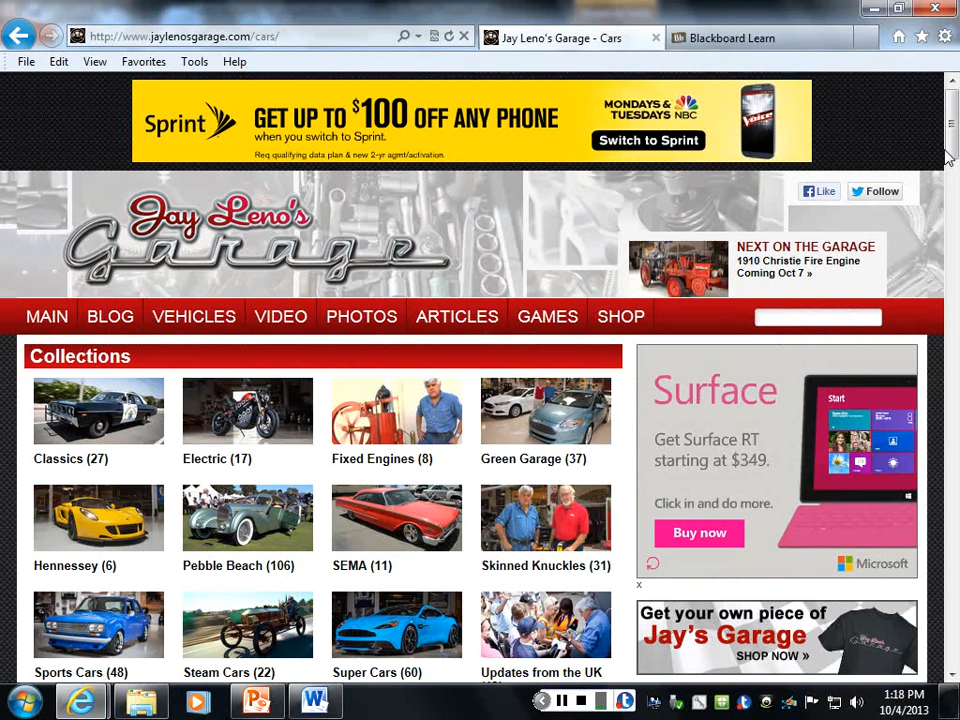 http://www.jaylenosgarage.com/cars/
Jay Leno's Garage - Cars
Blackboard Learn
File Edit View Favorites Tools Help
Sprint
GET UP TO $100 OFF ANY PHONE
when you switch to Sprint.
Req qualifying data plan & new 2-yr agmt/activation.
MONDAYS &
TUESDAYS NBC
Switch to Sprint
Voice
Jay Leno's
Garage
Like
Follow
NEXT ON THE GARAGE
1910 Christie Fire Engine
Coming Oct 7 »
MAIN BLOG VEHICLES VIDEO PHOTOS ARTICLES GAMES SHOP
Collections
Classics (27)
Electric (17)
Fixed Engines (8)
Green Garage (37)
Hennessey (6)
Pebble Beach (106)
SEMA (11)
Skinned Knuckles (31)
Sports Cars (48)
Steam Cars (22)
Super Cars (60)
Updates from the UK
Surface
Get Surface RT
starting at $349.
Click in and do more.
Buy now
Start
Microsoft
x
Get your own piece of
Jay's Garage
SHOP NOW »
1:18 PM
10/4/2013